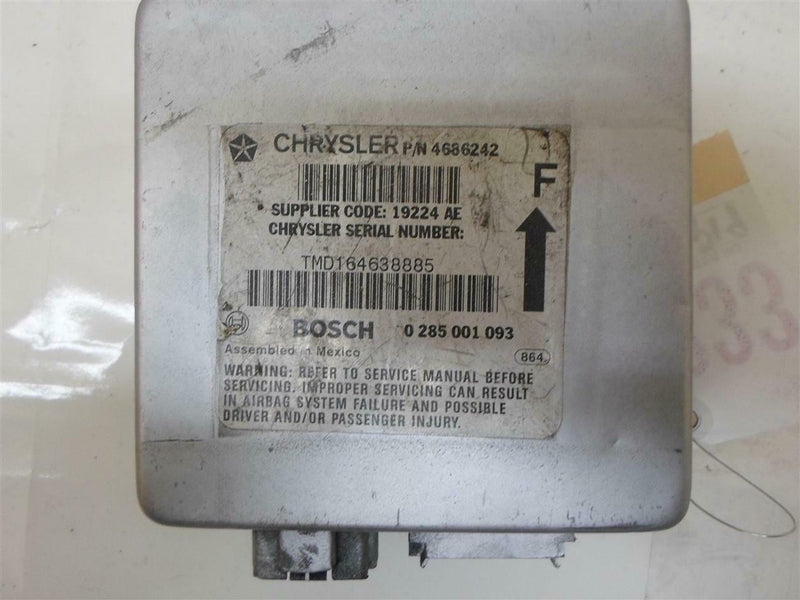 CHRYSLER P/N 4686242
F
SUPPLIER CODE: 19224 AE
CHRYSLER SERIAL NUMBER:
TMD164638885
BOSCH 0 285 001 093
Assembled in Mexico 864
WARNING: REFER TO SERVICE MANUAL BEFORE
SERVICING. IMPROPER SERVICING CAN RESULT
IN AIRBAG SYSTEM FAILURE AND POSSIBLE
DRIVER AND/OR PASSENGER INJURY.